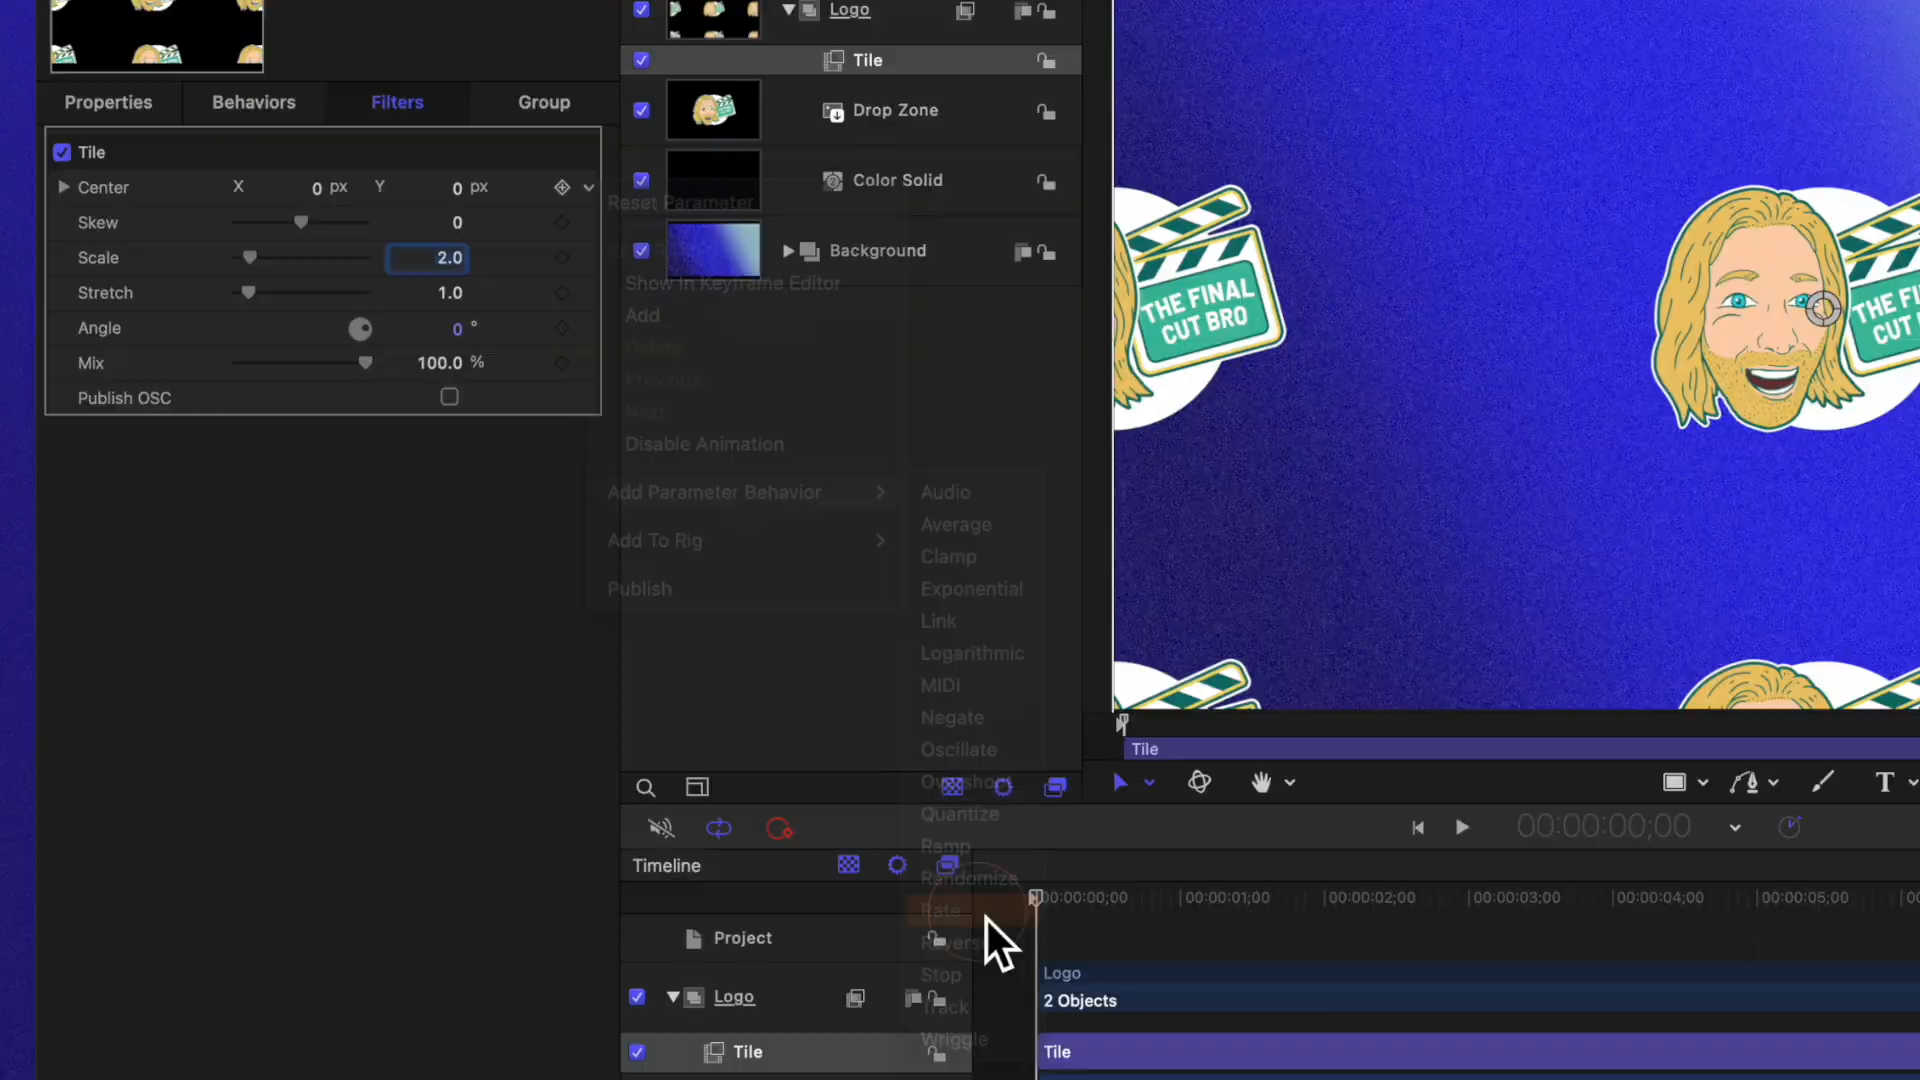 Properties
Behaviors
Filters
Group
Tile
Center X 0 px Y 0 px
Skew 0
Scale 2.0
Stretch 1.0
Angle 0 °
Mix 100.0 %
Publish OSC
Logo
Tile
Drop Zone
Color Solid
Background
Reset Parameter
Show In Keyframe Editor
Add
Delete
Previous
Next
Disable Animation
Add Parameter Behavior
Add To Rig
Publish
Audio
Average
Clamp
Exponential
Link
Logarithmic
MIDI
Negate
Oscillate
Overshoot
Quantize
Ramp
Randomize
Rate
Reverse
Stop
Track
Wriggle
THE FINAL
CUT BRO
THE FI
CUT
Tile
T
00:00:00;00
Timeline
00:00:00;00 00:00:01;00 00:00:02;00 00:00:03;00 00:00:04;00 00:00:05;00
Project
Logo
Tile
Logo
2 Objects
Tile